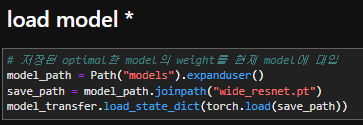 load model *
# 저장된 optimal한 model의 weight를 현재 model에 대입
model_path = Path("models").expanduser()
save_path = model_path.joinpath("wide_resnet.pt")
model_transfer.load_state_dict(torch.load(save_path))